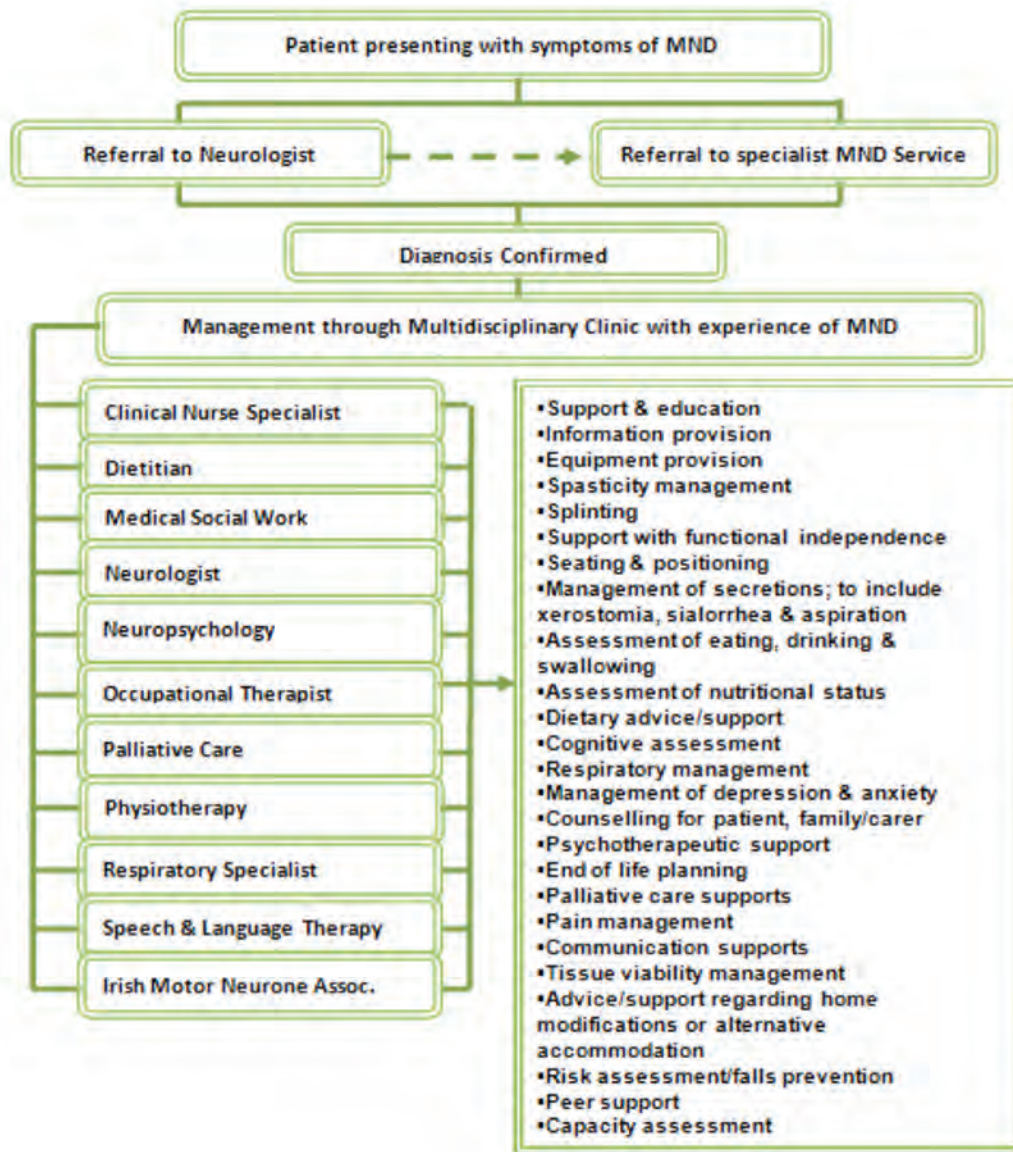 Patient presenting with symptoms of MND
Referral to Neurologist
Referral to specialist MND Service
Diagnosis Confirmed
Management through Multidisciplinary Clinic with experience of MND
Clinical Nurse Specialist
Dietitian
Medical Social Work
Neurologist
Neuropsychology
Occupational Therapist
Palliative Care
Physiotherapy
Respiratory Specialist
Speech & Language Therapy
Irish Motor Neurone Assoc.
•Support & education
•Information provision
•Equipment provision
•Spasticity management
•Splinting
•Support with functional independence
•Seating & positioning
•Management of secretions; to include
xerostomia, sialorrhea & aspiration
•Assessment of eating, drinking &
swallowing
•Assessment of nutritional status
•Dietary advice/support
•Cognitive assessment
•Respiratory management
•Management of depression & anxiety
•Counselling for patient, family/carer
•Psychotherapeutic support
•End of life planning
•Palliative care supports
•Pain management
•Communication supports
•Tissue viability management
•Advice/support regarding home
modifications or alternative
accommodation
•Risk assessment/falls prevention
•Peer support
•Capacity assessment